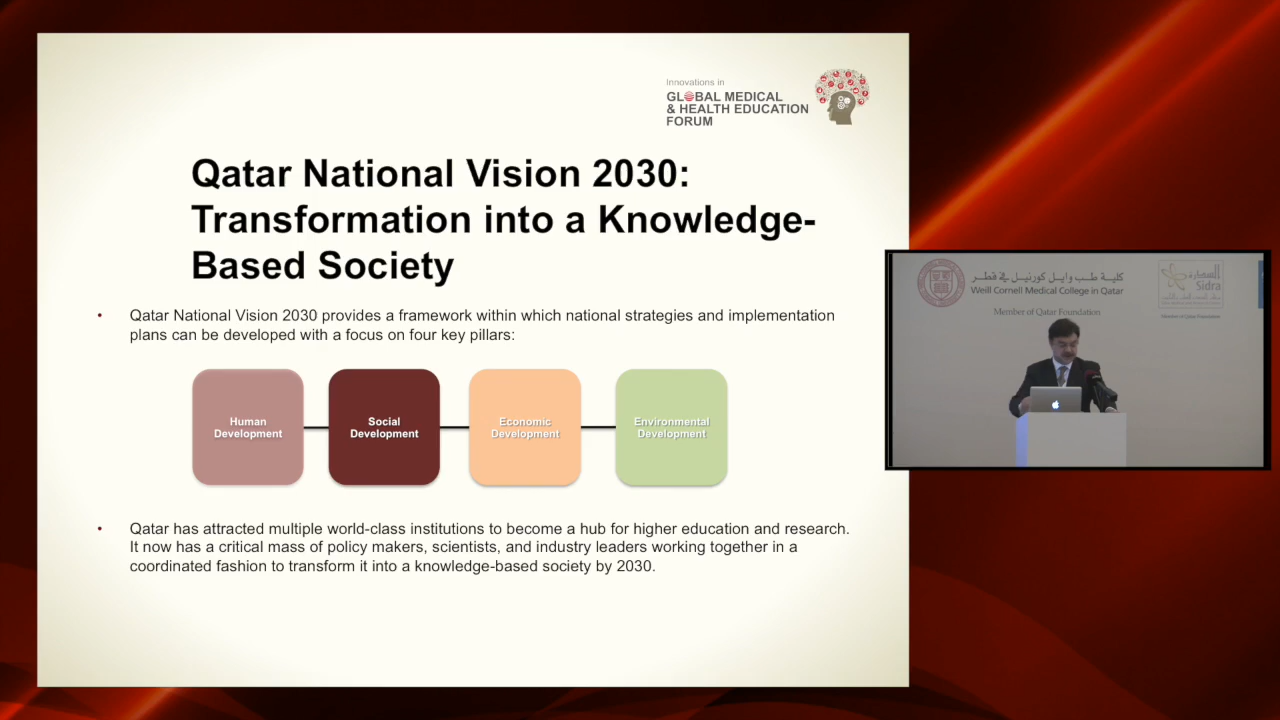 Innovations in
GLOBAL MEDICAL
& HEALTH EDUCATION
FORUM
Qatar National Vision 2030:
Transformation into a Knowledge-
Based Society
• Qatar National Vision 2030 provides a framework within which national strategies and implementation
plans can be developed with a focus on four key pillars:
Human
Development
Social
Development
Economic
Development
Environmental
Development
• Qatar has attracted multiple world-class institutions to become a hub for higher education and research.
It now has a critical mass of policy makers, scientists, and industry leaders working together in a
coordinated fashion to transform it into a knowledge-based society by 2030.
كلية طب وايل كورنيل في قطر
Weill Cornell Medical College in Qatar
Member of Qatar Foundation
Sidra
Member of Qatar Foundation